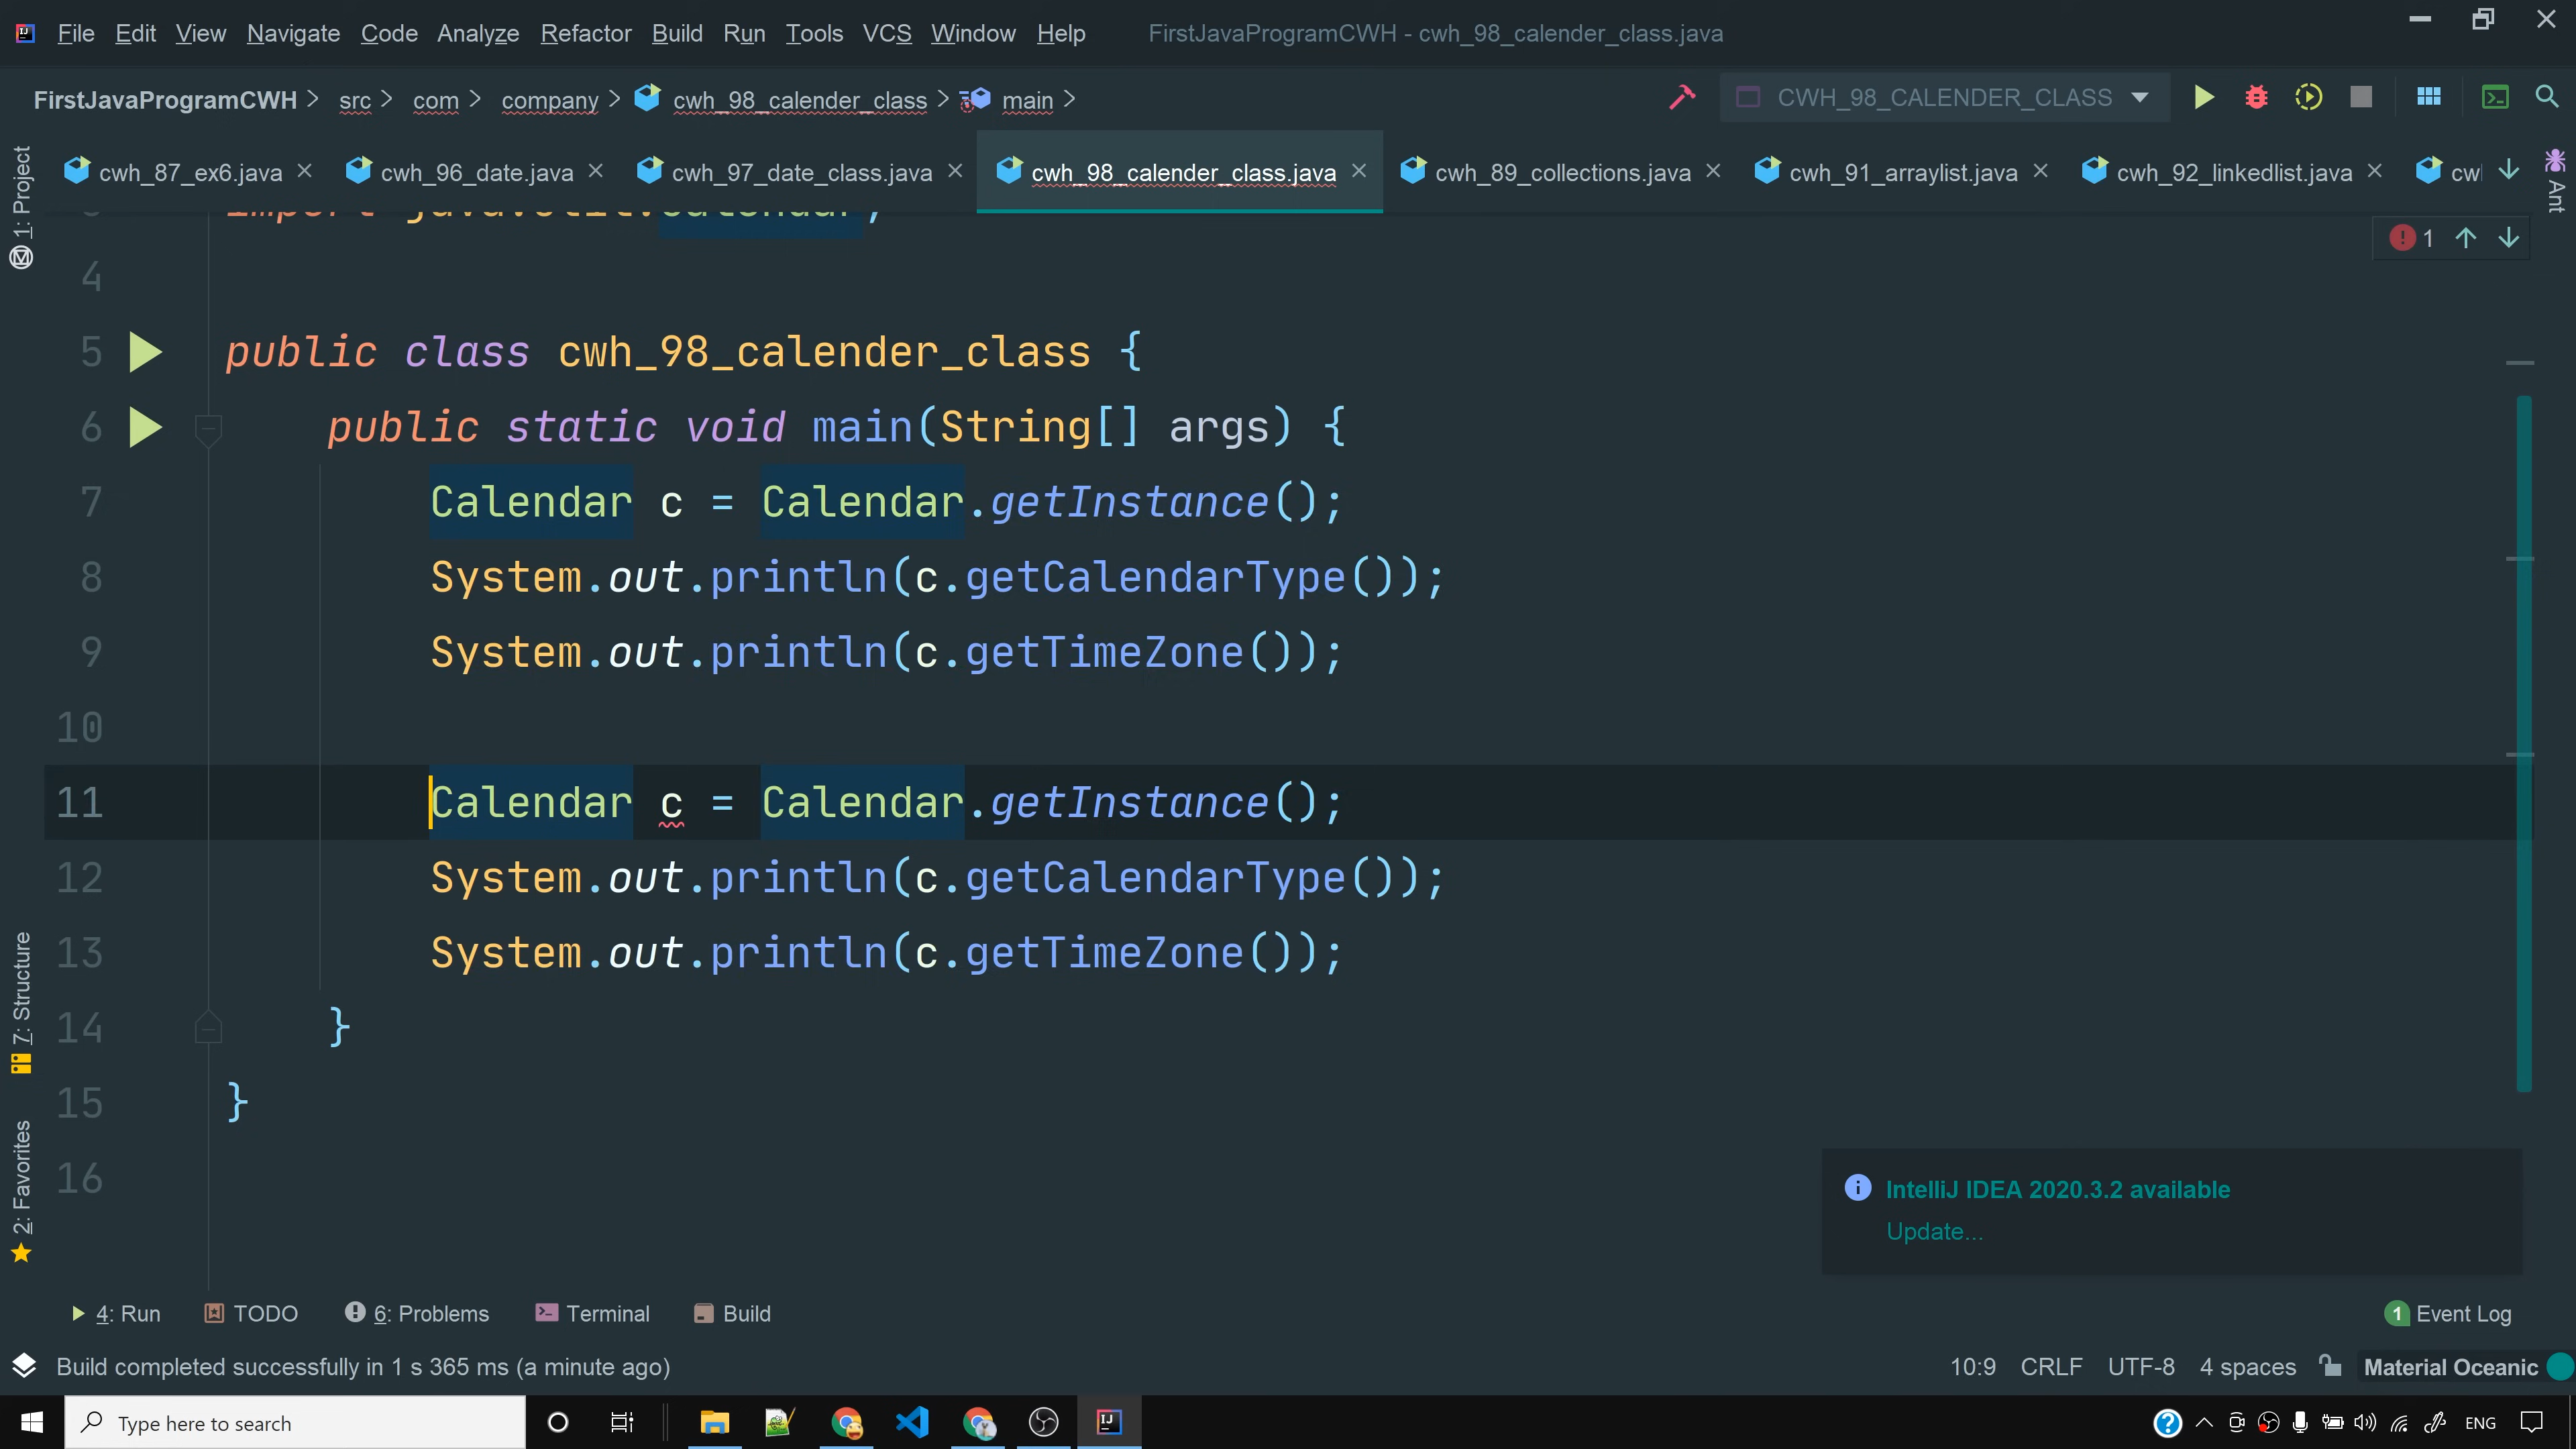 File Edit View Navigate Code Analyze Refactor Build Run Tools VCS Window Help FirstJavaProgramCWH - cwh_98_calender_class.java
FirstJavaProgramCWH src com company cwh_98_calender_class main CWH_98_CALENDER_CLASS
cwh_87_ex6.java cwh_96_date.java cwh_97_date_class.java cwh_98_calender_class.java cwh_89_collections.java cwh_91_arraylist.java cwh_92_linkedlist.java cwl
1: Project
Ant
import java.util.Calendar;
1
4
5 public class cwh_98_calender_class {
6 public static void main(String[] args) {
7 Calendar c = Calendar.getInstance();
8 System.out.println(c.getCalendarType());
9 System.out.println(c.getTimeZone());
10
11 Calendar c = Calendar.getInstance();
12 System.out.println(c.getCalendarType());
13 System.out.println(c.getTimeZone());
14 }
15 }
16
7: Structure
2: Favorites
IntelliJ IDEA 2020.3.2 available
Update...
4: Run TODO 6: Problems Terminal Build 1 Event Log
Build completed successfully in 1 s 365 ms (a minute ago) 10:9 CRLF UTF-8 4 spaces Material Oceanic
Type here to search ENG